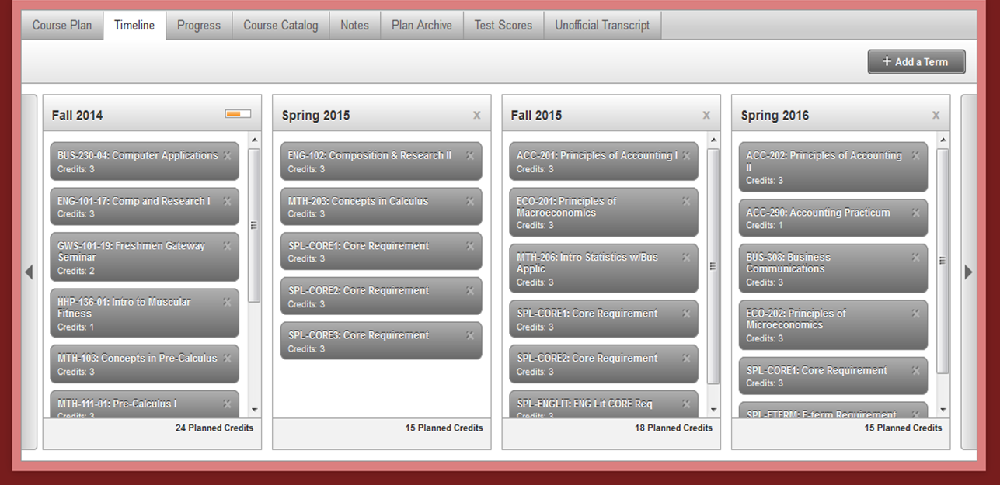 Course Plan
Timeline
Progress
Course Catalog
Notes
Plan Archive
Test Scores
Unofficial Transcript
+ Add a Term
Fall 2014
BUS-230-04: Computer Applications x
Credits: 3
ENG-101-17: Comp and Research I x
Credits: 3
GWS-101-19: Freshmen Gateway x
Seminar
Credits: 2
HHP-136-01: Intro to Muscular x
Fitness
Credits: 1
MTH-103: Concepts in Pre-Calculus x
Credits: 3
MTH-111-01: Pre-Calculus I x
Credits: 3
24 Planned Credits
Spring 2015 x
ENG-102: Composition & Research II x
Credits: 3
MTH-203: Concepts in Calculus x
Credits: 3
SPL-CORE1: Core Requirement x
Credits: 3
SPL-CORE2: Core Requirement x
Credits: 3
SPL-CORE3: Core Requirement x
Credits: 3
15 Planned Credits
Fall 2015 x
ACC-201: Principles of Accounting I x
Credits: 3
ECO-201: Principles of x
Macroeconomics
Credits: 3
MTH-206: Intro Statistics w/Bus x
Applic
Credits: 3
SPL-CORE1: Core Requirement x
Credits: 3
SPL-CORE2: Core Requirement x
Credits: 3
SPL-ENGLIT: ENG Lit CORE Req x
Credits: 3
18 Planned Credits
Spring 2016 x
ACC-202: Principles of Accounting x
II
Credits: 3
ACC-290: Accounting Practicum x
Credits: 1
BUS-308: Business x
Communications
Credits: 3
ECO-202: Principles of x
Microeconomics
Credits: 3
SPL-CORE1: Core Requirement x
Credits: 3
SPL-FTERM: F-term Requirement x
15 Planned Credits